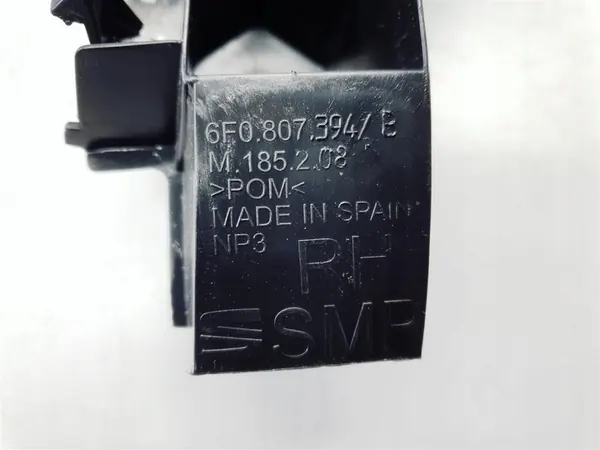 6F0.807.394/ B
M.185.2.08
>POM<
MADE IN SPAIN
NP3
RH
SMP